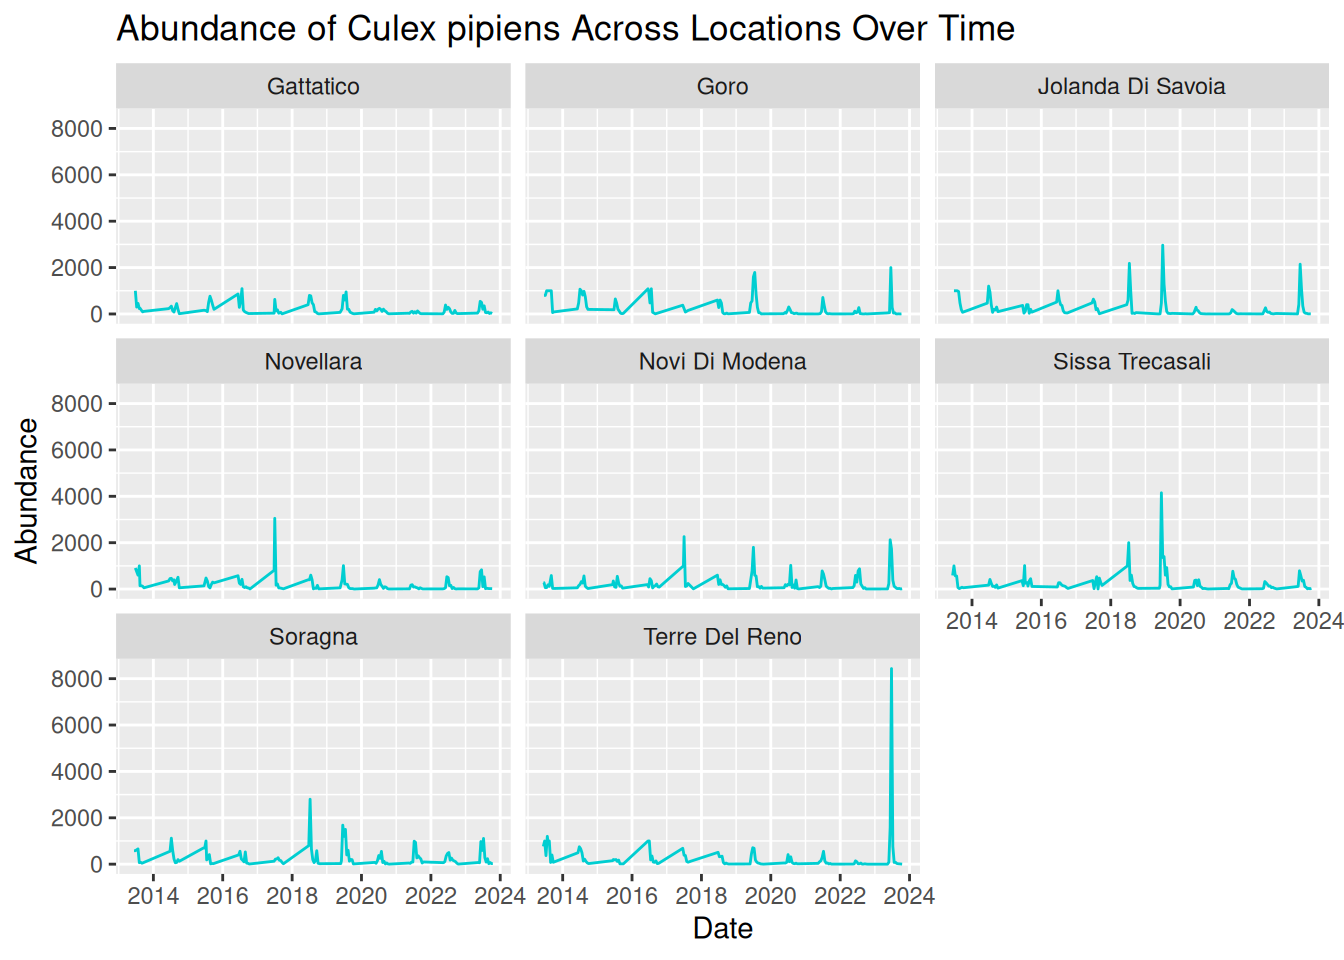 Abundance of Culex pipiens Across Locations Over Time
Gattatico Goro Jolanda Di Savoia
8000
6000
4000
2000
0
Novellara Novi Di Modena Sissa Trecasali
8000
6000
4000
2000
0
2014 2016 2018 2020 2022 2024
Soragna Terre Del Reno
8000
6000
4000
2000
0
2014 2016 2018 2020 2022 2024 2014 2016 2018 2020 2022 2024
Abundance
Date